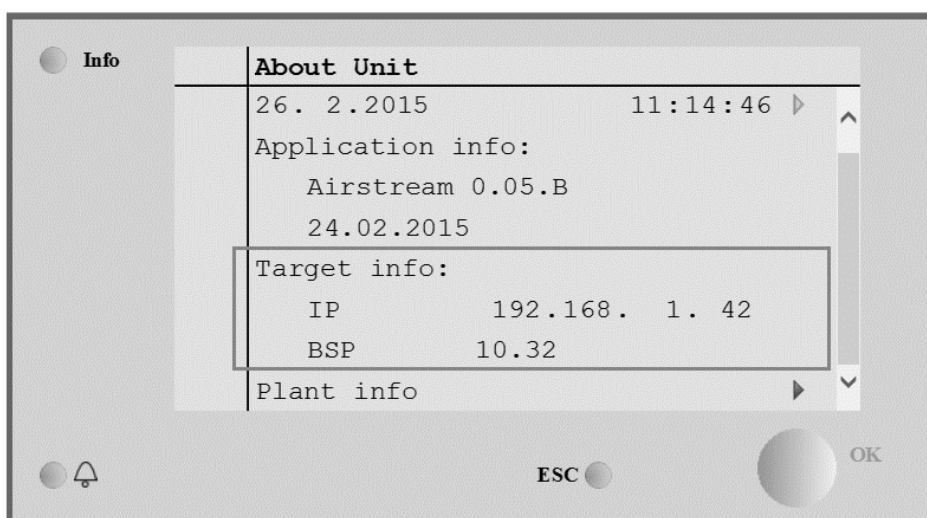 Info
About Unit
26. 2.2015 11:14:46
Application info:
Airstream 0.05.B
24.02.2015
Target info:
IP 192.168. 1. 42
BSP 10.32
Plant info
ESC
OK